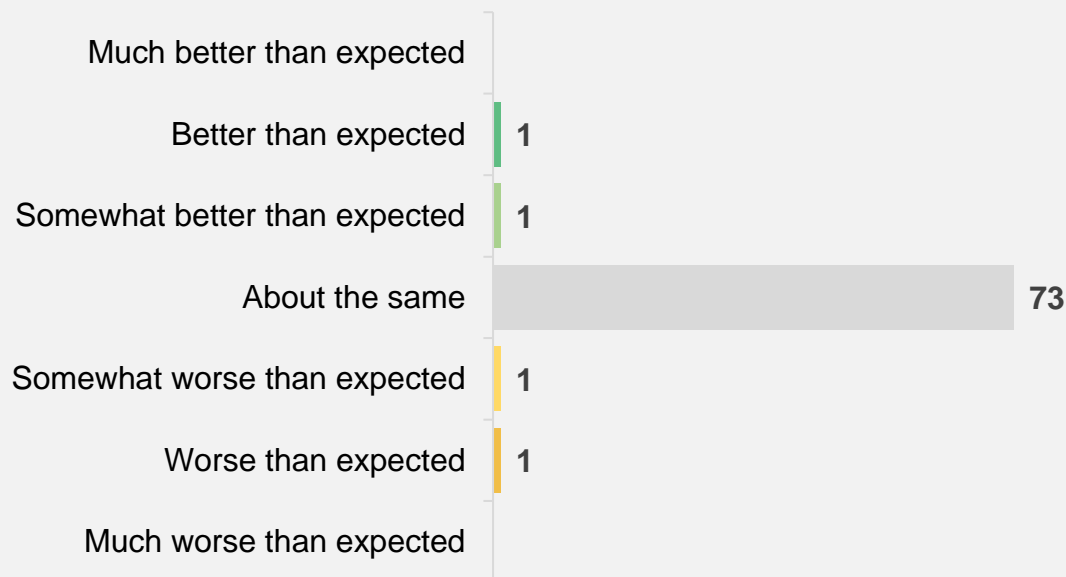 Much better than expected
Better than expected 1
Somewhat better than expected 1
About the same 73
Somewhat worse than expected 1
Worse than expected 1
Much worse than expected